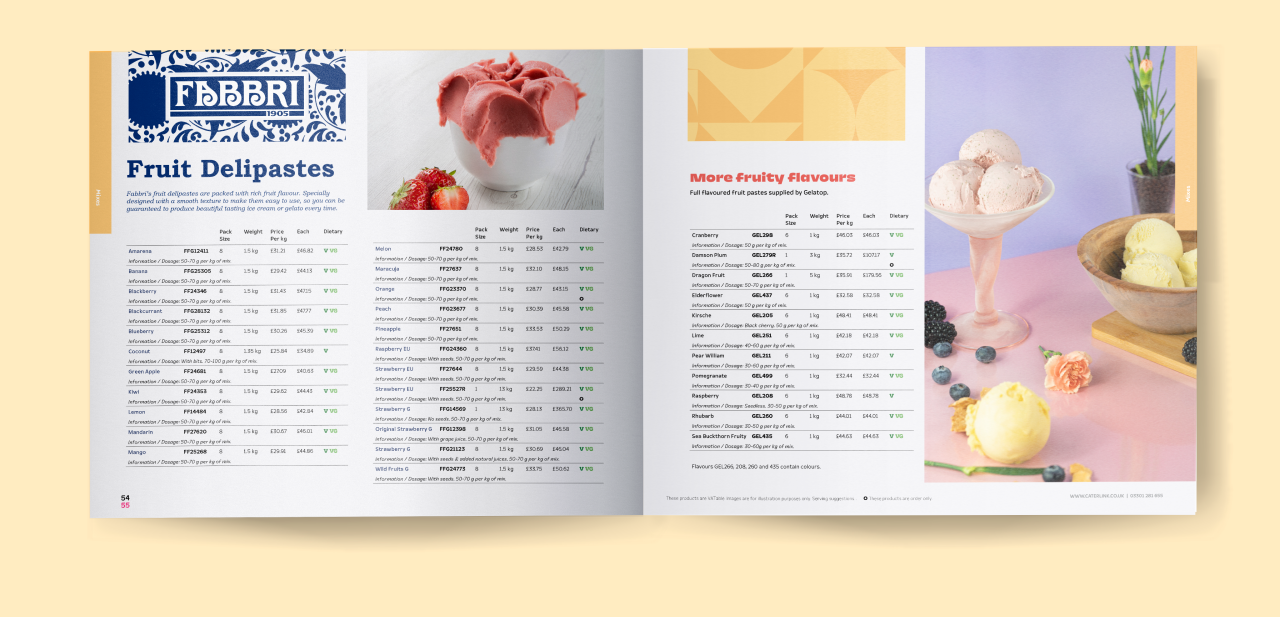 FABBRI
1905
Fruit Delipastes
Fabbri's fruit delipastes are packed with rich fruit flavour. Specially
designed with a smooth texture to make them easy to use, so you can be
guaranteed to produce beautiful tasting ice cream or gelato every time.
Pack Size Weight Price Per kg Each Dietary
Amarena FFG12411 8 1.5 kg £31.21 £46.82 V VG
Information / Dosage: 50-70 g per kg of mix.
Banana FFG25305 8 1.5 kg £29.42 £44.13 V VG
Information / Dosage: 50-70 g per kg of mix.
Blackberry FF24346 8 1.5 kg £31.43 £47.15 V VG
Information / Dosage: 50-70 g per kg of mix.
Blackcurrant FFG28132 8 1.5 kg £31.85 £47.77 V VG
Information / Dosage: 50-70 g per kg of mix.
Blueberry FFG25312 8 1.5 kg £30.26 £45.39 V VG
Information / Dosage: 50-70 g per kg of mix.
Coconut FF12497 8 1.35 kg £25.84 £34.89 V
Information / Dosage: With bits. 70-100 g per kg of mix.
Green Apple FF24681 8 1.5 kg £27.09 £40.63 V VG
Information / Dosage: 50-70 g per kg of mix.
Kiwi FF24353 8 1.5 kg £29.62 £44.43 V VG
Information / Dosage: 50-70 g per kg of mix.
Lemon FF14484 8 1.5 kg £28.56 £42.84 V VG
Information / Dosage: 50-70 g per kg of mix.
Mandarin FF27620 8 1.5 kg £30.67 £46.01 V VG
Information / Dosage: 50-70 g per kg of mix.
Mango FF25268 8 1.5 kg £29.91 £44.86 V VG
Information / Dosage: 50-70 g per kg of mix.
54
55
Pack Size Weight Price Per kg Each Dietary
Melon FF24780 8 1.5 kg £28.53 £42.79 V VG
Information / Dosage: 50-70 g per kg of mix.
Maracuja FF27637 8 1.5 kg £32.10 £48.15 V VG
Information / Dosage: 50-70 g per kg of mix.
Orange FFG23370 8 1.5 kg £28.77 £43.15 V VG
Information / Dosage: 50-70 g per kg of mix. O
Peach FFG23677 8 1.5 kg £30.39 £45.58 V VG
Information / Dosage: 50-70 g per kg of mix.
Pineapple FF27651 8 1.5 kg £33.53 £50.29 V VG
Information / Dosage: 50-70 g per kg of mix.
Raspberry EU FFG24360 8 1.5 kg £37.41 £56.12 V VG
Information / Dosage: With seeds, 50-70 g per kg of mix.
Strawberry EU FF27644 8 1.5 kg £29.59 £44.38 V VG
Information / Dosage: With seeds, 50-70 g per kg of mix.
Strawberry EU FF25527R 1 13 kg £22.25 £289.21 V VG
Information / Dosage: With seeds, 50-70 g per kg of mix. O
Strawberry G FFG14569 1 13 kg £28.13 £365.70 V VG
Information / Dosage: No seeds, 50-70 g per kg of mix.
Original Strawberry G FFG12398 8 1.5 kg £31.05 £46.58 V VG
Information / Dosage: With grape juice, 50-70 g per kg of mix.
Strawberry G FFG21123 8 1.5 kg £30.69 £46.04 V VG
Information / Dosage: With seeds & added natural juices, 50-70 g per kg of mix.
Wild Fruits G FFG24773 8 1.5 kg £33.75 £50.62 V VG
Information / Dosage: With seeds, 50-70 g per kg of mix.
More fruity flavours
Full flavoured fruit pastes supplied by Gelatop.
Pack Size Weight Price Per kg Each Dietary
Cranberry GEL298 6 1 kg £46.03 £46.03 V VG
Information / Dosage: 50 g per kg of mix.
Damson Plum GEL279R 1 3 kg £35.72 £107.17 V
Information / Dosage: 50-80 g per kg of mix. O
Dragon Fruit GEL266 1 5 kg £35.91 £179.56 V VG
Information / Dosage: 50-70 g per kg of mix.
Elderflower GEL437 6 1 kg £32.58 £32.58 V VG
Information / Dosage: 50 g per kg of mix.
Kirsche GEL205 6 1 kg £48.41 £48.41 V VG
Information / Dosage: Black cherry, 50 g per kg of mix.
Lime GEL251 6 1 kg £42.18 £42.18 V VG
Information / Dosage: 40-60 g per kg of mix.
Pear William GEL211 6 1 kg £42.07 £42.07 V
Information / Dosage: 30-60 g per kg of mix.
Pomegranate GEL499 6 1 kg £32.44 £32.44 V VG
Information / Dosage: 30-40 g per kg of mix.
Raspberry GEL208 6 1 kg £48.78 £48.78 V
Information / Dosage: Seedless, 30-50 g per kg of mix.
Rhubarb GEL260 6 1 kg £44.01 £44.01 V VG
Information / Dosage: 30-50 g per kg of mix.
Sea Buckthorn Fruity GEL435 6 1 kg £44.63 £44.63 V VG
Information / Dosage: 30-60g per kg of mix.
Flavours GEL266, 208, 260 and 435 contain colours.
These products are VATable. Images are for illustration purposes only. Serving suggestions. O These products are order only.
WWW.CATERLINK.CO.UK | 01501 281 655
Mixes